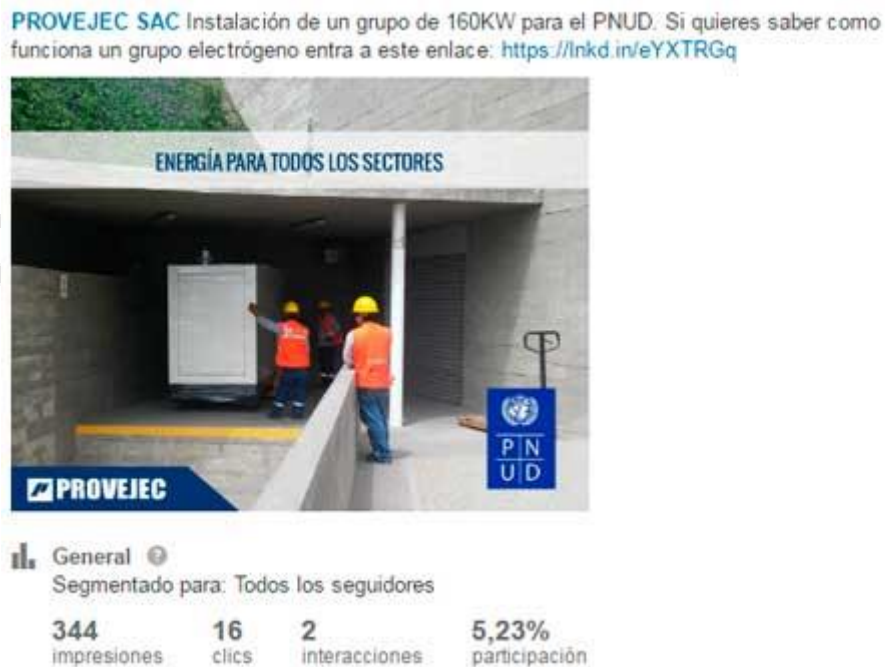 PROVEJEC SAC Instalación de un grupo de 160KW para el PNUD. Si quieres saber como
funciona un grupo electrógeno entra a este enlace: https://lnkd.in/eYXTRGq
ENERGÍA PARA TODOS LOS SECTORES
P N
U D
PROVEJEC
General
Segmentado para: Todos los seguidores
344 16 2 5,23%
impresiones clics interacciones participación